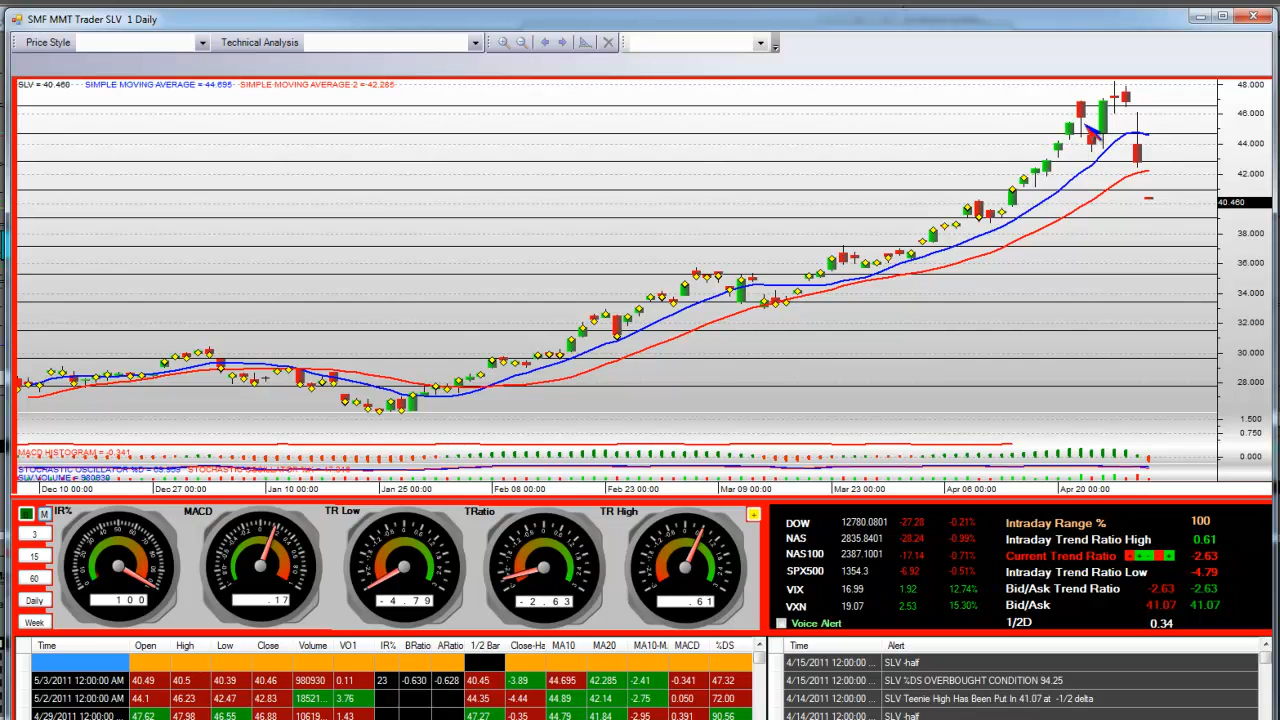 SMF MMT Trader SLV 1 Daily
Price Style
Technical Analysis
SLV = 40.460 SIMPLE MOVING AVERAGE = 44.695 SIMPLE MOVING AVERAGE 2 = 42.285
48.000
46.000
44.000
42.000
40.460
38.000
36.000
34.000
32.000
30.000
28.000
1.500
0.750
0.000
MACD HISTOGRAM = -0.341
SLV VOLUME = 980930
Dec 10 00:00 Dec 27 00:00 Jan 10 00:00 Jan 25 00:00 Feb 08 00:00 Feb 23 00:00 Mar 09 00:00 Mar 23 00:00 Apr 06 00:00 Apr 20 00:00
M
3
15
60
Daily
Week
IR% MACD TR Low TRatio TR High
100 .17 -4.79 -2.63 .61
DOW 12780.0801 -27.28 -0.21%
NAS 2835.8401 -28.24 -0.99%
NAS100 2387.1001 -17.14 -0.71%
SPX500 1354.3 -6.92 -0.51%
VIX 16.99 1.92 12.74%
VXN 19.07 2.53 15.30%
Voice Alert
Intraday Range % 100
Intraday Trend Ratio High 0.61
Current Trend Ratio -2.63
Intraday Trend Ratio Low -4.79
Bid/Ask Trend Ratio -2.63 -2.63
Bid/Ask 41.07 41.07
1/2D 0.34
Time Open High Low Close Volume VO1 IR% BRatio ARatio 1/2 Bar Close-Ha MA10 MA20 MA10-M. MACD %DS
5/3/2011 12:00:00 AM 40.49 40.5 40.39 40.46 980930 0.11 23 -0.630 -0.628 40.45 -3.89 44.695 42.285 -2.41 -0.341 47.32
5/2/2011 12:00:00 AM 44.1 46.23 42.47 42.83 18521... 3.76 44.35 -4.44 44.89 42.14 -2.75 0.050 72.00
4/29/2011 12:00:00 AM 47.62 47.98 46.55 46.88 10619... 1.43 47.27 -0.35 44.79 41.84 -2.95 0.391 90.56
Time Alert
4/15/2011 12:00:00 ... SLV -half
4/15/2011 12:00:00 ... SLV %DS OVERBOUGHT CONDITION 94.25
4/14/2011 12:00:00 ... SLV Teenie High Has Been Put In 41.07 at -1/2 delta
4/14/2011 12:00:00 ... SLV -half